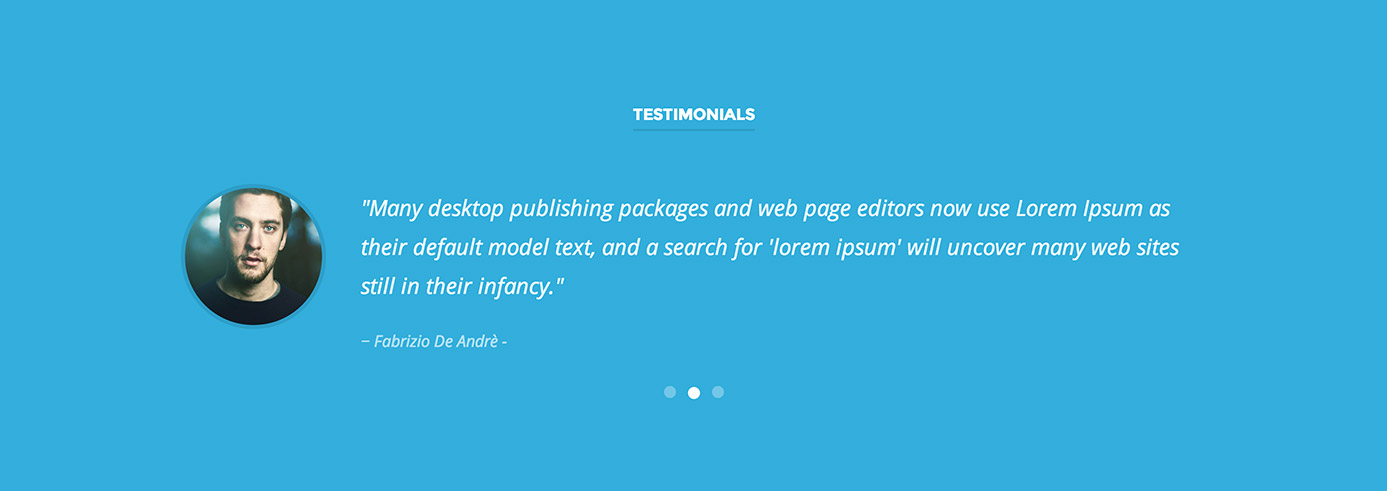 TESTIMONIALS
"Many desktop publishing packages and web page editors now use Lorem Ipsum as
their default model text, and a search for 'lorem ipsum' will uncover many web sites
still in their infancy."
– Fabrizio De Andrè -